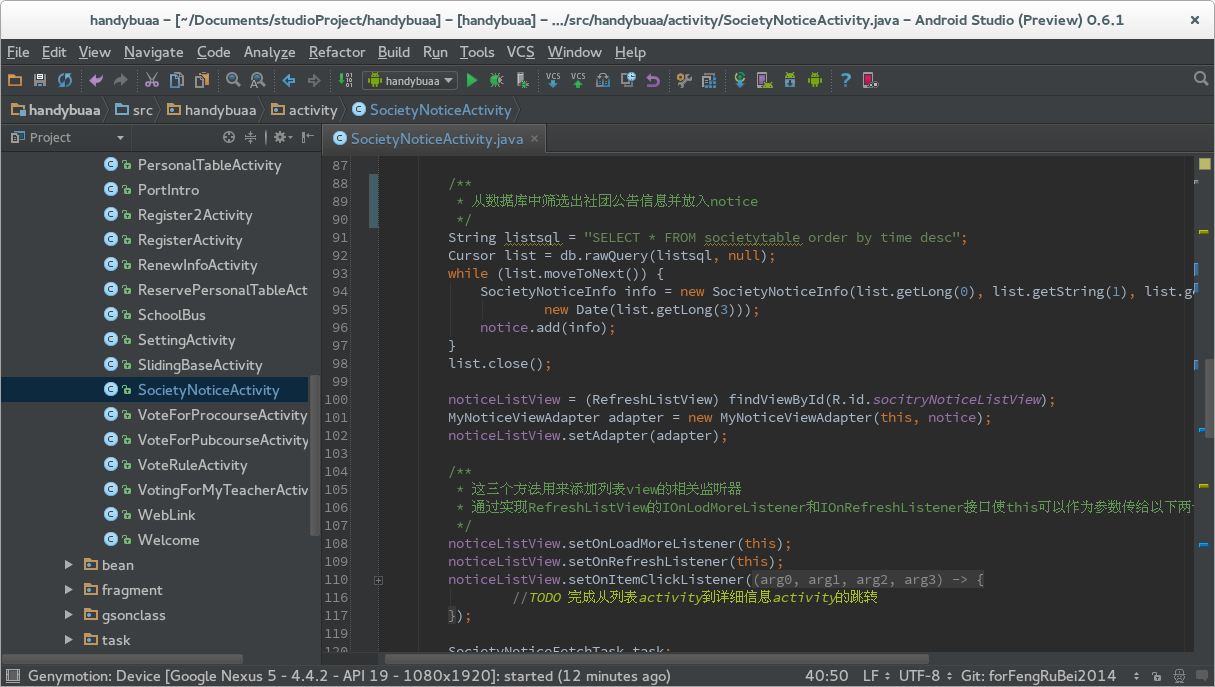 handybuaa – [~/Documents/studioProject/handybuaa] – [handybuaa] – .../src/handybuaa/activity/SocietyNoticeActivity.java – Android Studio (Preview) 0.6.1
File Edit View Navigate Code Analyze Refactor Build Run Tools VCS Window Help
handybuaa VCS VCS
handybuaa src handybuaa activity SocietyNoticeActivity
Project
SocietyNoticeActivity.java
PersonalTableActivity
PortIntro
Register2Activity
RegisterActivity
RenewInfoActivity
ReservePersonalTableAct
SchoolBus
SettingActivity
SlidingBaseActivity
SocietyNoticeActivity
VoteForProcourseActivity
VoteForPubcourseActivity
VoteRuleActivity
VotingForMyTeacherActiv
WebLink
Welcome
bean
fragment
gsonclass
task
87
88 /**
89 * 从数据库中筛选出社团公告信息并放入notice
90 */
91 String listsql = "SELECT * FROM societytable order by time desc";
92 Cursor list = db.rawQuery(listsql, null);
93 while (list.moveToNext()) {
94 SocietyNoticeInfo info = new SocietyNoticeInfo(list.getLong(0), list.getString(1), list.g
95 new Date(list.getLong(3)));
96 notice.add(info);
97 }
98 list.close();
99
100 noticeListView = (RefreshListView) findViewById(R.id.socitryNoticeListView);
101 MyNoticeViewAdapter adapter = new MyNoticeViewAdapter(this, notice);
102 noticeListView.setAdapter(adapter);
103
104 /**
105 * 这三个方法用来添加列表view的相关监听器
106 * 通过实现RefreshListView的IOnLodMoreListener和IOnRefreshListener接口使this可以作为参数传给以下两
107 */
108 noticeListView.setOnLoadMoreListener(this);
109 noticeListView.setOnRefreshListener(this);
110 noticeListView.setOnItemClickListener((arg0, arg1, arg2, arg3) -> {
116 //TODO 完成从列表activity到详细信息activity的跳转
117 });
119
120 SocietyNoticeFetchTask task;
Genymotion: Device [Google Nexus 5 - 4.4.2 - API 19 - 1080x1920]: started (12 minutes ago) 40:50 LF UTF-8 Git: forFengRuBei2014